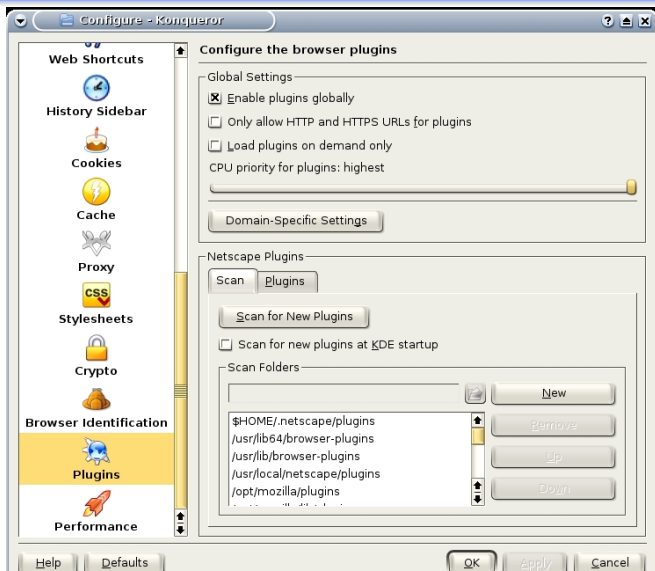 Configure - Konqueror
Web Shortcuts
History Sidebar
Cookies
Cache
Proxy
CSS
Stylesheets
Crypto
Browser Identification
Plugins
Performance
Configure the browser plugins
Global Settings
Enable plugins globally
Only allow HTTP and HTTPS URLs for plugins
Load plugins on demand only
CPU priority for plugins: highest
Domain-Specific Settings
Netscape Plugins
Scan
Plugins
Scan for New Plugins
Scan for new plugins at KDE startup
Scan Folders
New
$HOME/.netscape/plugins
Remove
/usr/lib64/browser-plugins
/usr/lib/browser-plugins
Up
/usr/local/netscape/plugins
/opt/mozilla/plugins
Down
Help
Defaults
OK
Apply
Cancel